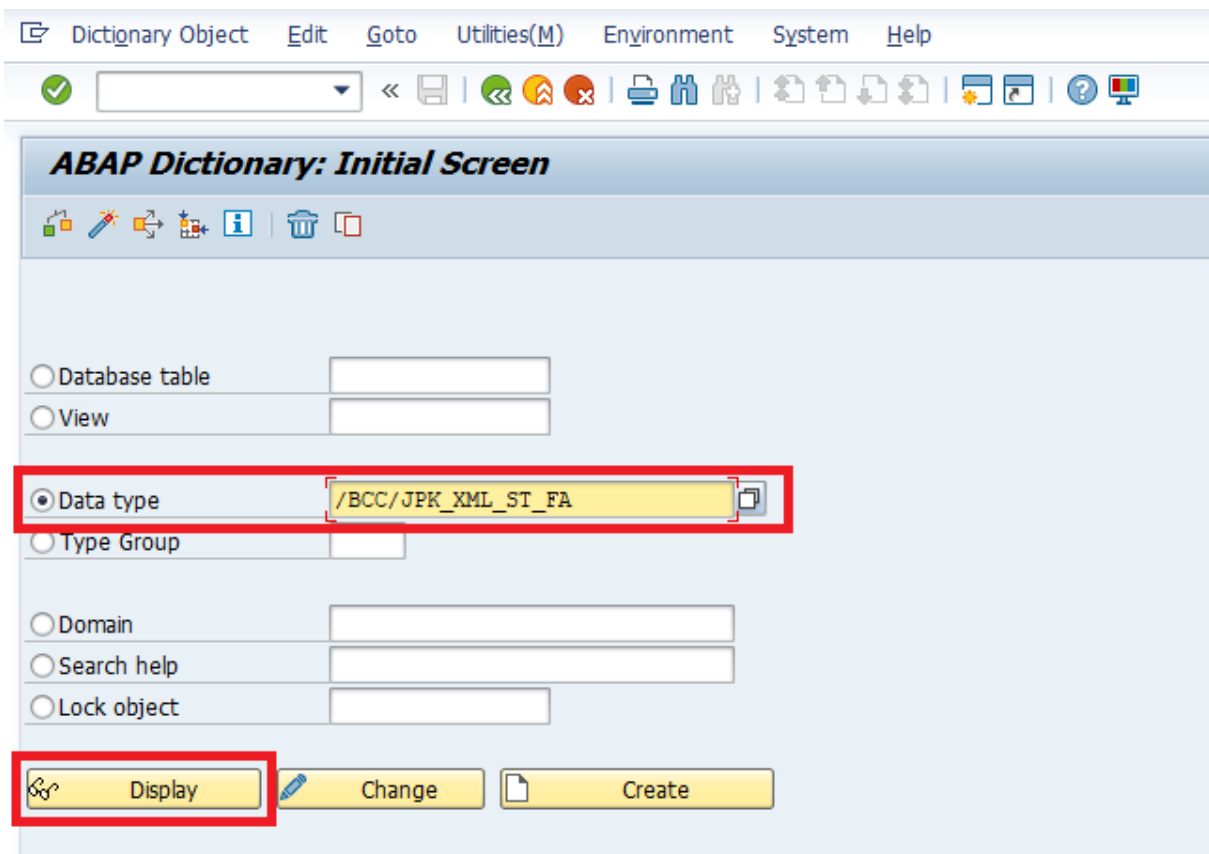 Dictionary Object Edit Goto Utilities(M) Environment System Help
ABAP Dictionary: Initial Screen
Database table
View
Data type /BCC/JPK_XML_ST_FA
Type Group
Domain
Search help
Lock object
Display Change Create